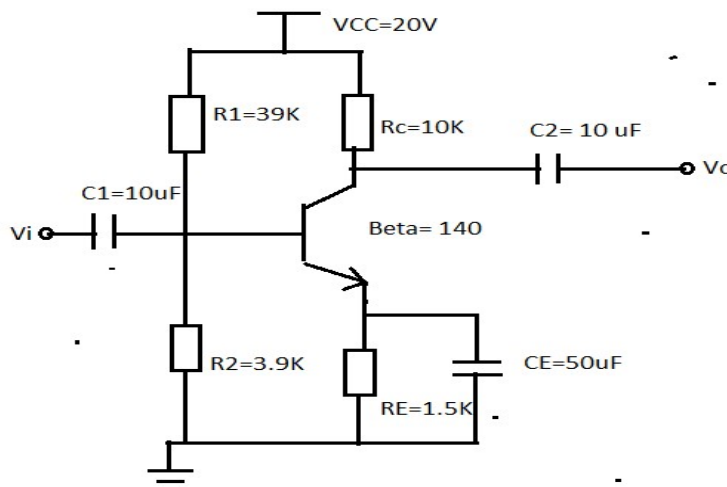 VCC=20V
R1=39K
Rc=10K
C2= 10 uF
Vo
C1=10uF
Vi
Beta= 140
R2=3.9K
CE=50uF
RE=1.5K